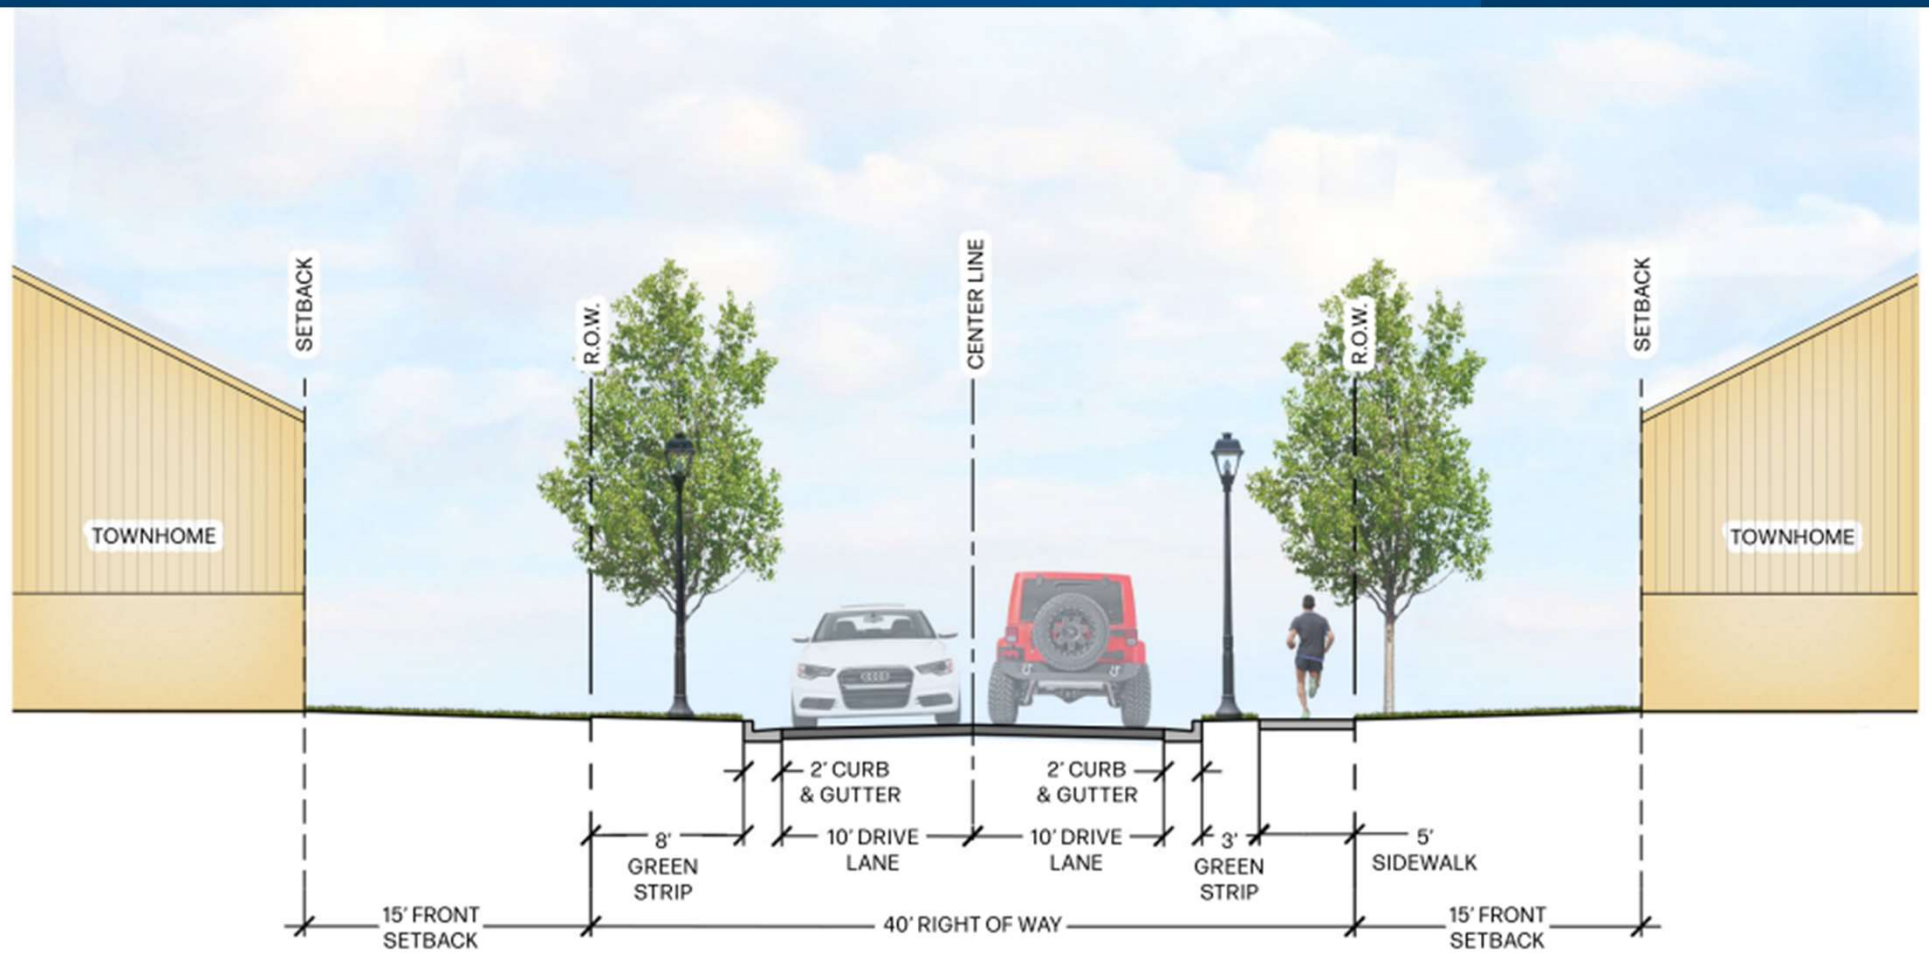 SETBACK
R.O.W.
CENTER LINE
R.O.W.
SETBACK
TOWNHOME
TOWNHOME
2' CURB
& GUTTER
2' CURB
& GUTTER
8'
GREEN
STRIP
10' DRIVE
LANE
10' DRIVE
LANE
3'
GREEN
STRIP
5'
SIDEWALK
15' FRONT
SETBACK
40' RIGHT OF WAY
15' FRONT
SETBACK